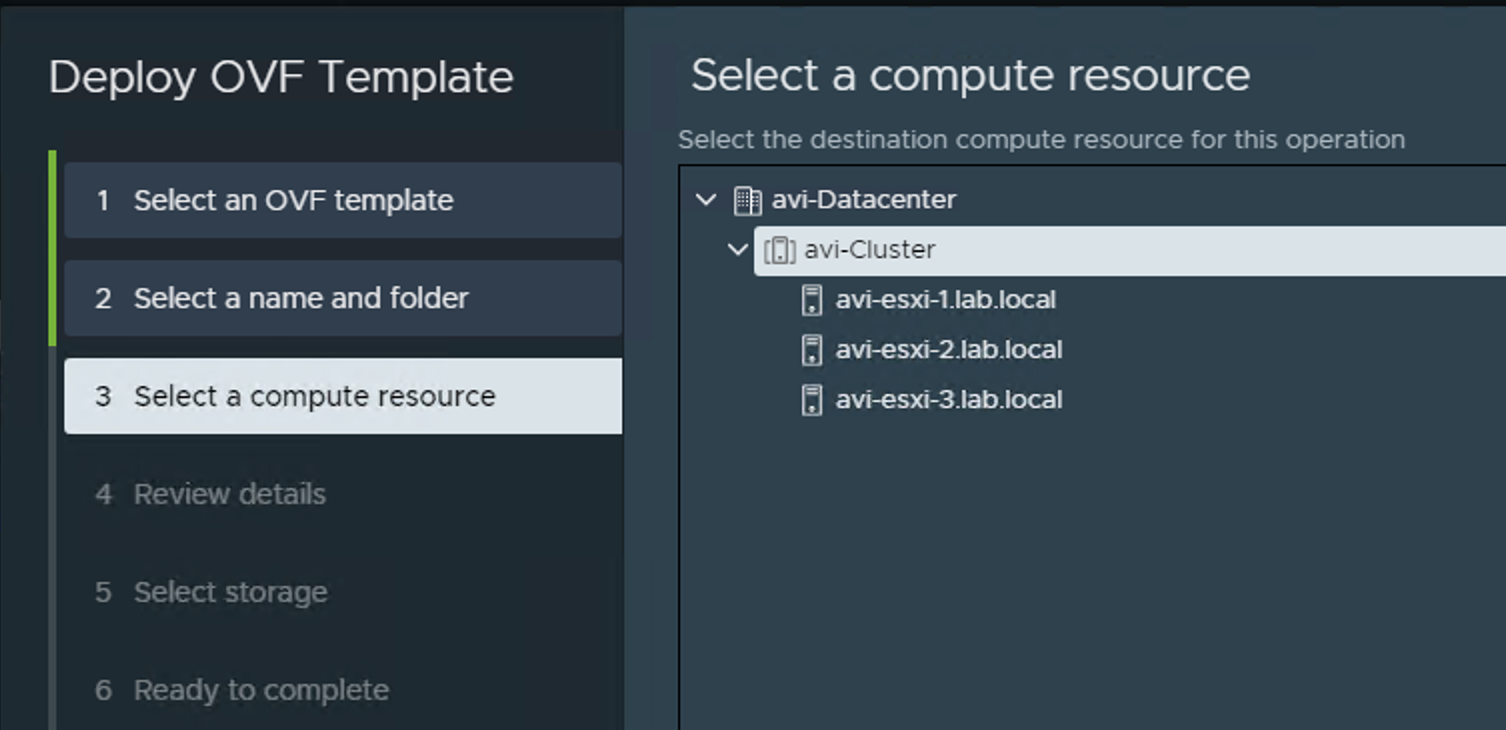 Deploy OVF Template
1 Select an OVF template
2 Select a name and folder
3 Select a compute resource
4 Review details
5 Select storage
6 Ready to complete
Select a compute resource
Select the destination compute resource for this operation
avi-Datacenter
avi-Cluster
avi-esxi-1.lab.local
avi-esxi-2.lab.local
avi-esxi-3.lab.local